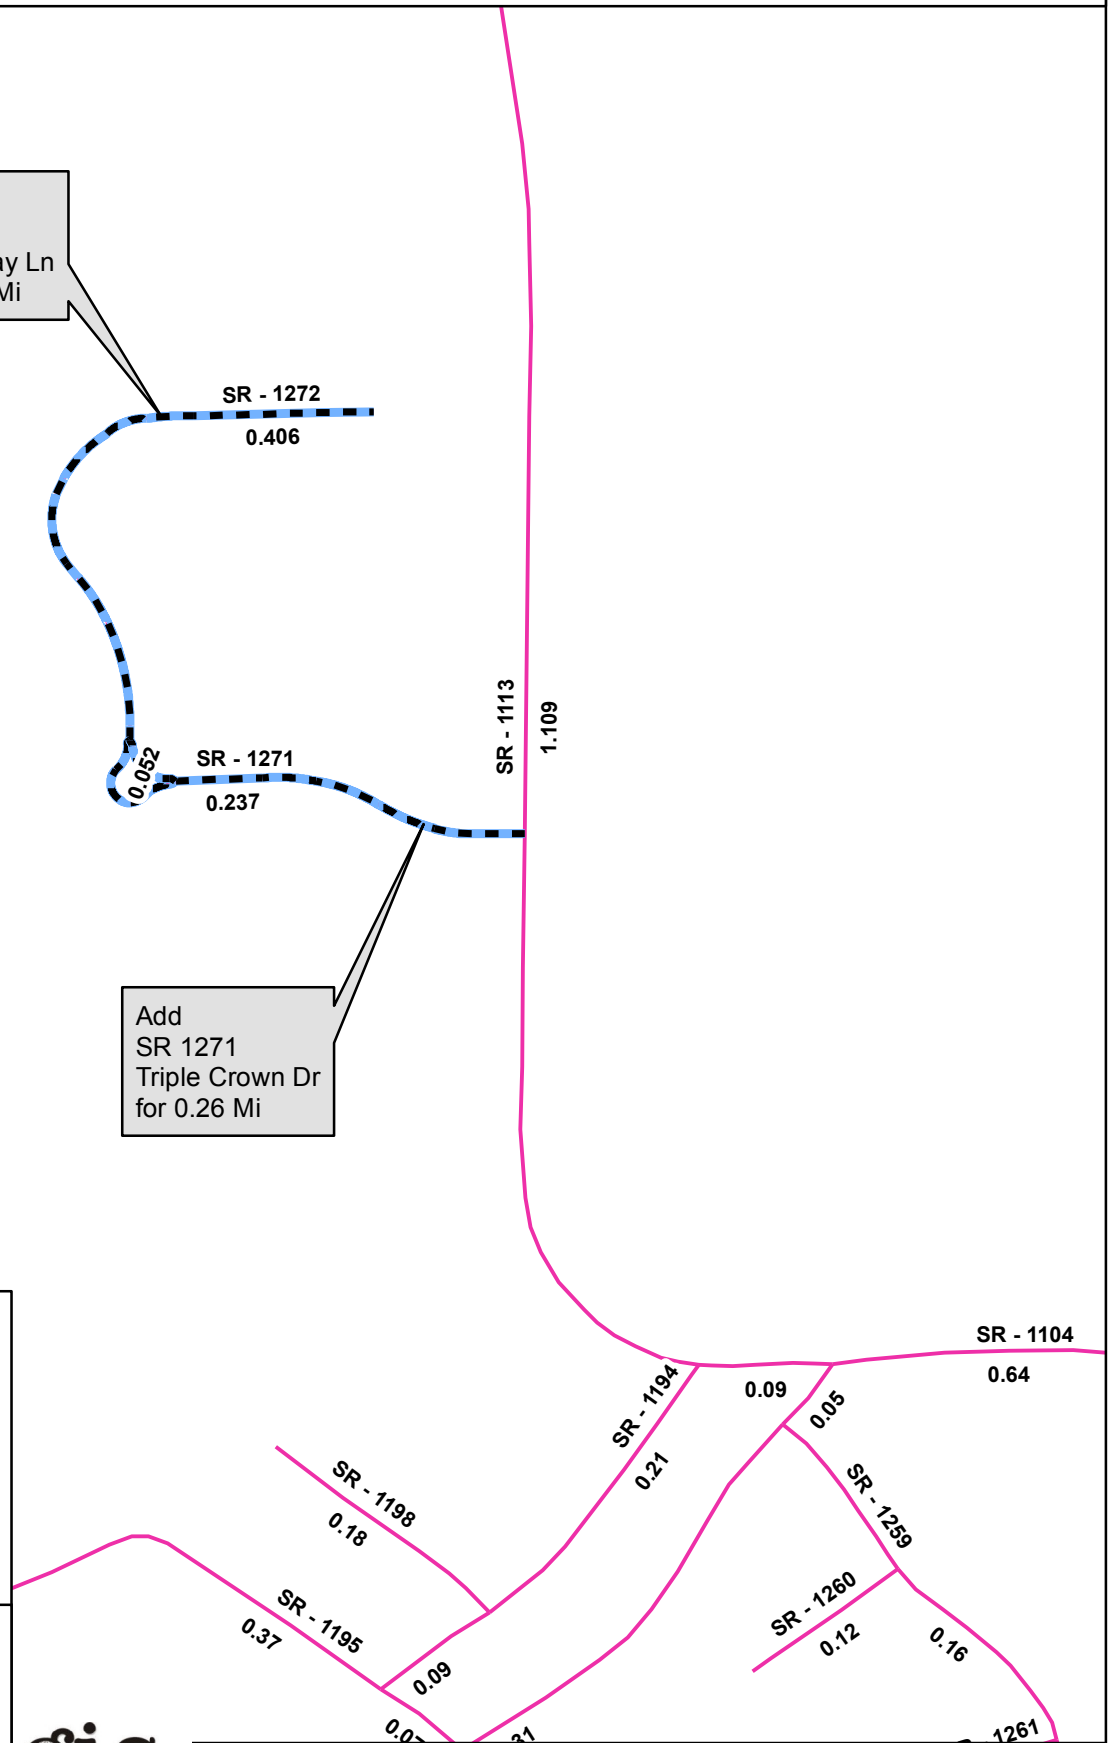 Ln
Mi
SR - 1272
0.406
SR - 1113
1.109
0.052
SR - 1271
0.237
Add
SR 1271
Triple Crown Dr
for 0.26 Mi
SR - 1104
0.64
SR - 1194
0.09
0.05
0.21
SR - 1198
0.18
SR - 1259
SR - 1260
0.12
SR - 1195
0.37
0.16
0.09
1261